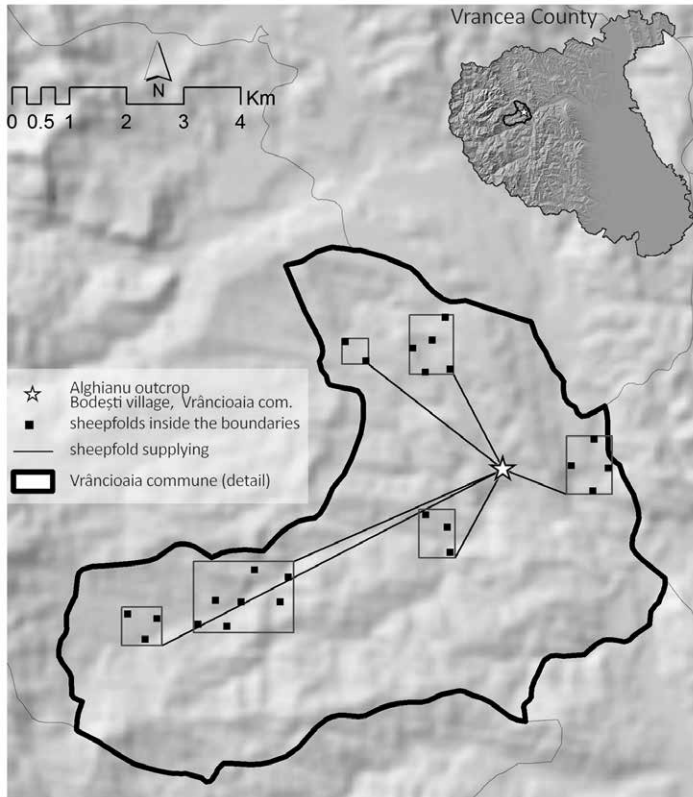 Vrancea County
N
Km
0 0.5 1 2 3 4
Alghianu outcrop
Bodești village, Vrâncioaia com.
sheepfolds inside the boundaries
sheepfold supplying
Vrâncioaia commune (detail)